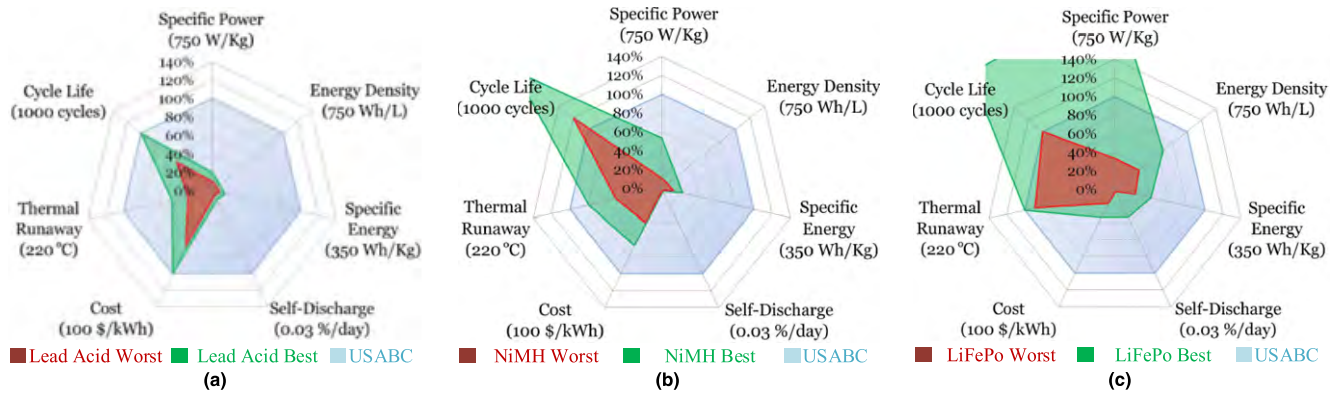 Specific Power
(750 W/Kg)
140%
120%
100%
80%
60%
40%
20%
0%
Energy Density
(750 Wh/L)
Specific
Energy
(350 Wh/Kg)
Self-Discharge
(0.03 %/day)
Cost
(100 $/kWh)
Thermal
Runaway
(220 °C)
Cycle Life
(1000 cycles)
Lead Acid Worst
Lead Acid Best
USABC
(a)
Specific Power
(750 W/Kg)
140%
120%
100%
80%
60%
40%
20%
0%
Energy Density
(750 Wh/L)
Specific
Energy
(350 Wh/Kg)
Self-Discharge
(0.03 %/day)
Cost
(100 $/kWh)
Thermal
Runaway
(220 °C)
Cycle Life
(1000 cycles)
NiMH Worst
NiMH Best
USABC
(b)
Specific Power
(750 W/Kg)
140%
120%
100%
80%
60%
40%
20%
0%
Energy Density
(750 Wh/L)
Specific
Energy
(350 Wh/Kg)
Self-Discharge
(0.03 %/day)
Cost
(100 $/kWh)
Thermal
Runaway
(220 °C)
Cycle Life
(1000 cycles)
LiFePo Worst
LiFePo Best
USABC
(c)